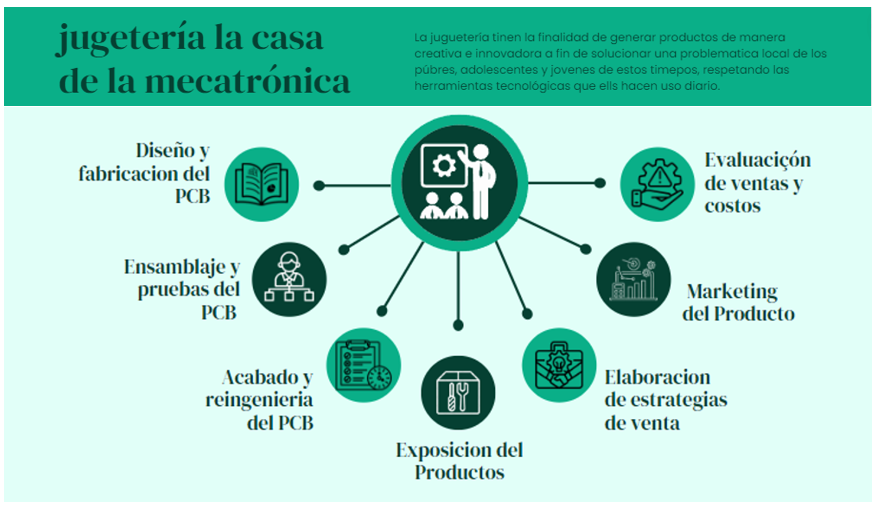 jugetería la casa
de la mecatrónica
La juguetería tinen la finalidad de generar productos de manera
creativa e innovadora a fin de solucionar una problematica local de los
púbres, adolescentes y jovenes de estos timepos, respetando las
herramientas tecnológicas que ells hacen uso diario.
Diseño y
fabricacion del
PCB
Ensamblaje y
pruebas del
PCB
Acabado y
reingenieria
del PCB
Exposicion del
Productos
Elaboracion
de estrategias
de venta
Marketing
del Producto
Evaluaciçón
de ventas y
costos